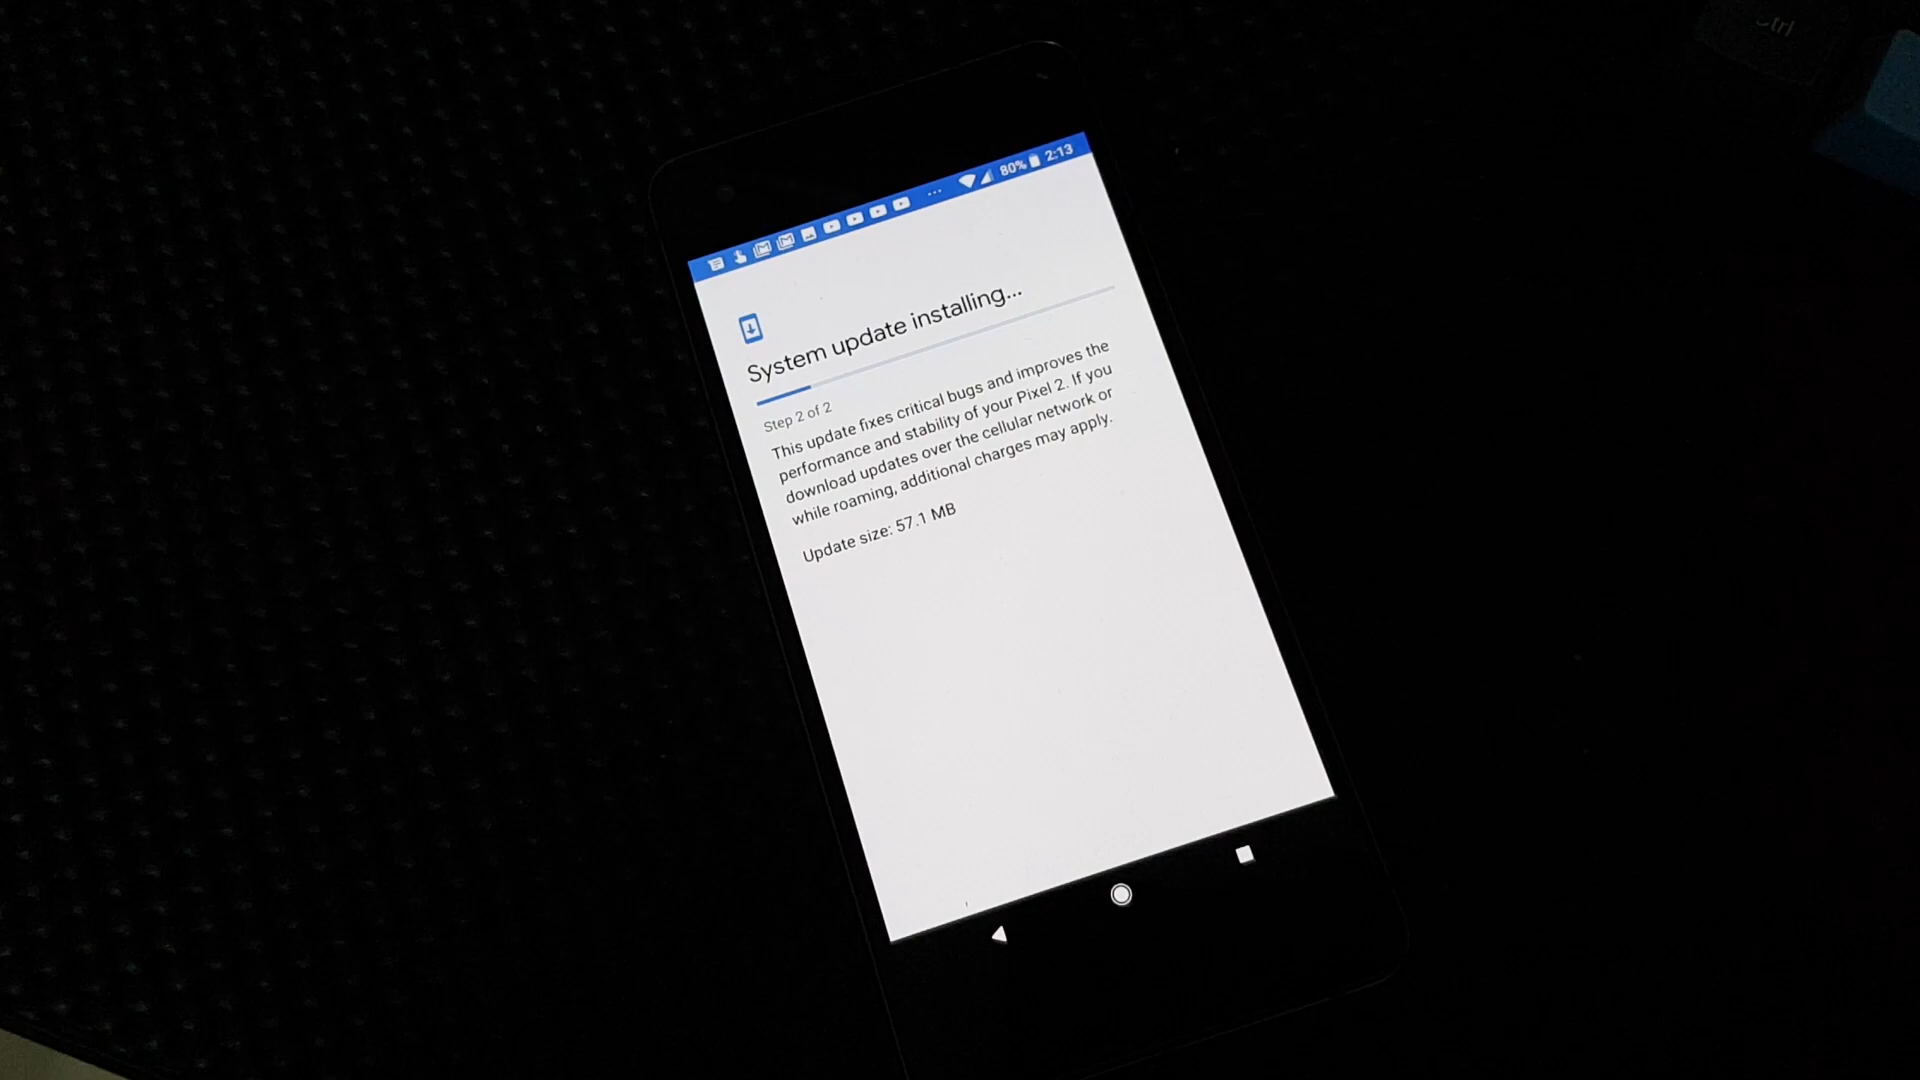 Ctrl
80% 2:13
System update installing...
Step 2 of 2
This update fixes critical bugs and improves the
performance and stability of your Pixel 2. If you
download updates over the cellular network or
while roaming, additional charges may apply.
Update size: 57.1 MB